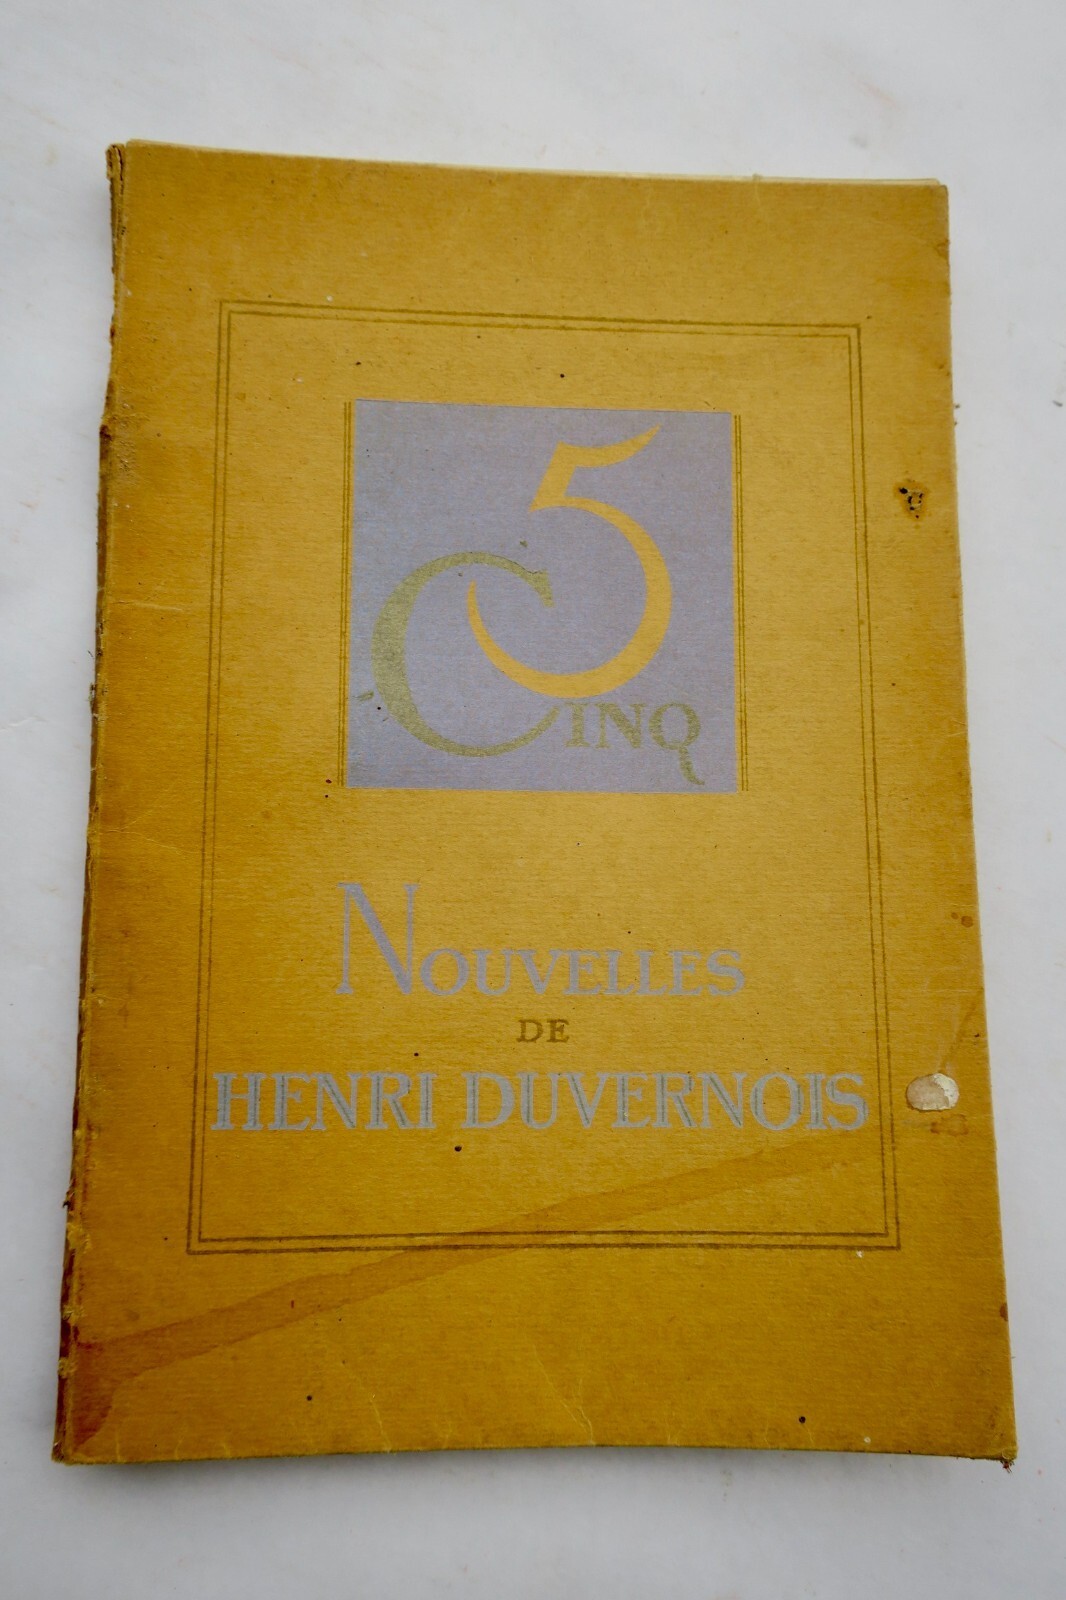 5
CINQ
NOUVELLES
DE
HENRI DUVERNOIS